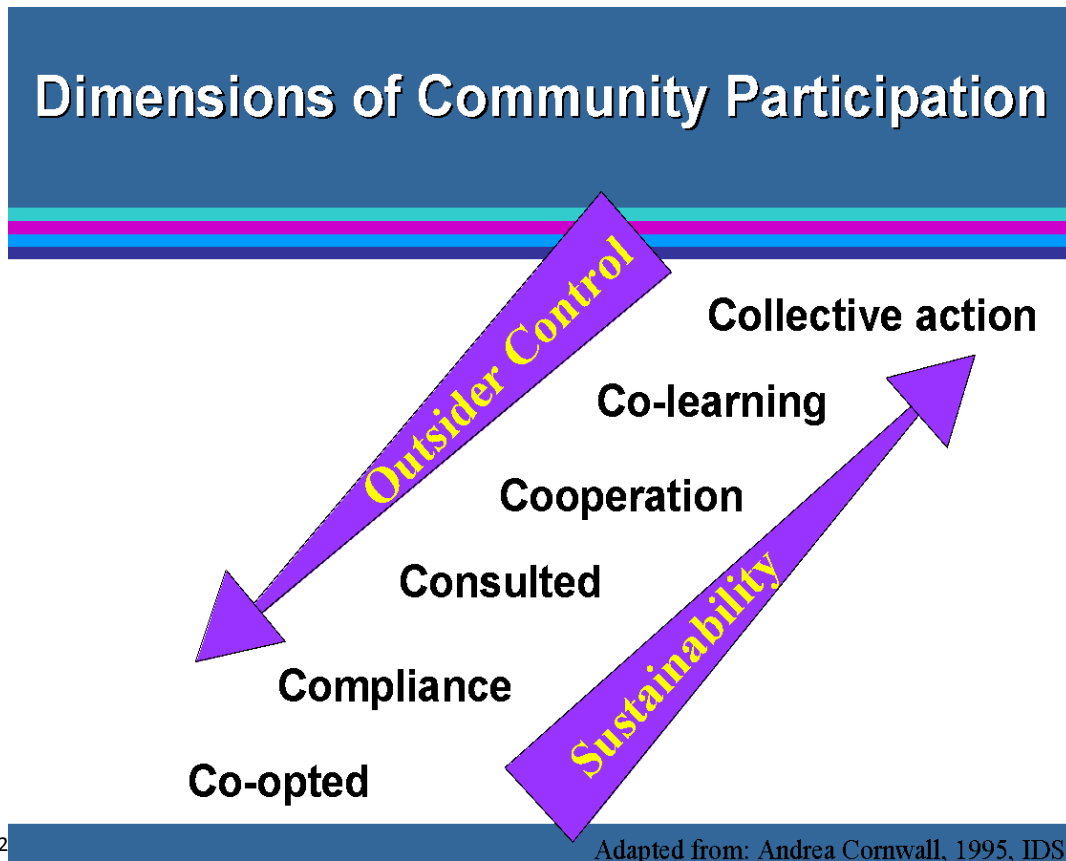 Dimensions of Community Participation
Outsider Control
Collective action
Co-learning
Cooperation
Consulted
Compliance
Co-opted
Sustainability
2
Adapted from: Andrea Cornwall, 1995, IDS